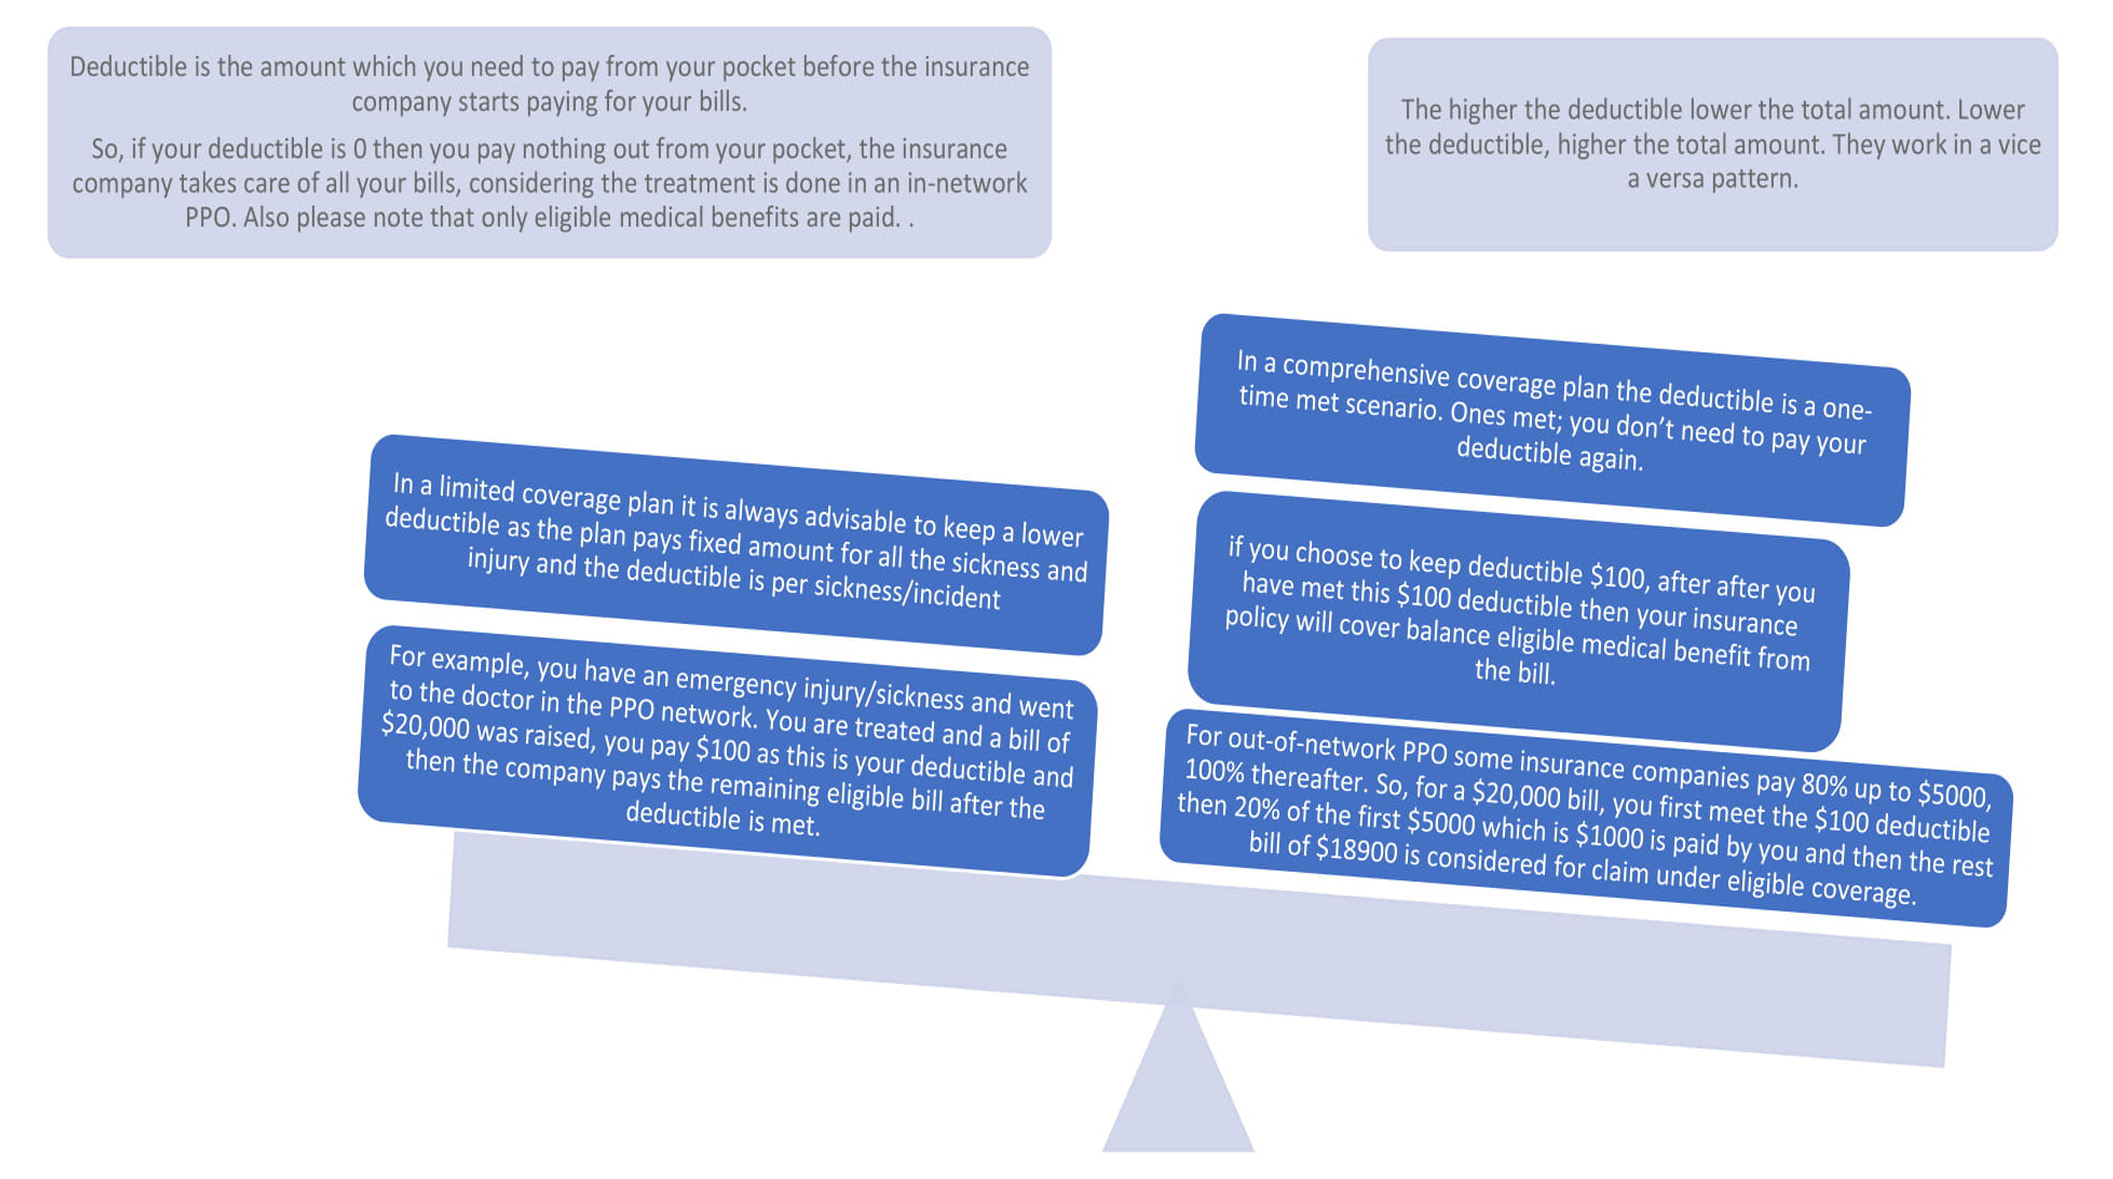 Deductible is the amount which you need to pay from your pocket before the insurance
company starts paying for your bills.
So, if your deductible is 0 then you pay nothing out from your pocket, the insurance
company takes care of all your bills, considering the treatment is done in an in-network
PPO. Also please note that only eligible medical benefits are paid. .
The higher the deductible lower the total amount. Lower
the deductible, higher the total amount. They work in a vice
a versa pattern.
In a limited coverage plan it is always advisable to keep a lower
deductible as the plan pays fixed amount for all the sickness and
injury and the deductible is per sickness/incident
For example, you have an emergency injury/sickness and went
to the doctor in the PPO network. You are treated and a bill of
$20,000 was raised, you pay $100 as this is your deductible and
then the company pays the remaining eligible bill after the
deductible is met.
In a comprehensive coverage plan the deductible is a one-
time met scenario. Ones met; you don’t need to pay your
deductible again.
if you choose to keep deductible $100, after after you
have met this $100 deductible then your insurance
policy will cover balance eligible medical benefit from
the bill.
For out-of-network PPO some insurance companies pay 80% up to $5000,
100% thereafter. So, for a $20,000 bill, you first meet the $100 deductible
then 20% of the first $5000 which is $1000 is paid by you and then the rest
bill of $18900 is considered for claim under eligible coverage.